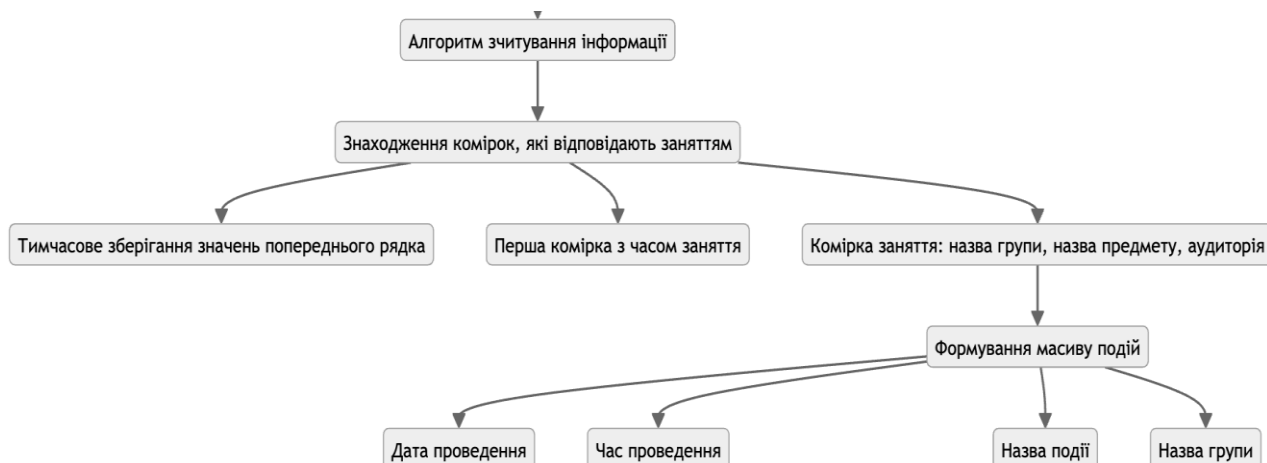 Алгоритм зчитування інформації
Знаходження комірок, які відповідають заняттям
Тимчасове зберігання значень попереднього рядка
Перша комірка з часом заняття
Комірка заняття: назва групи, назва предмету, аудиторія
Формування масиву подій
Дата проведення
Час проведення
Назва події
Назва групи